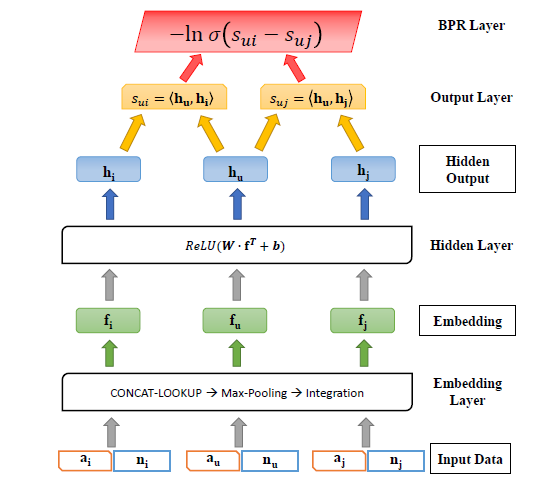 BPR Layer
−ln σ(s_ui − s_uj)
s_ui = ⟨h_u, h_i⟩
s_uj = ⟨h_u, h_j⟩
Output Layer
h_i
h_u
h_j
Hidden
Output
ReLU(W · f^T + b)
Hidden Layer
f_i
f_u
f_j
Embedding
CONCAT-LOOKUP → Max-Pooling → Integration
Embedding
Layer
a_i
n_i
a_u
n_u
a_j
n_j
Input Data